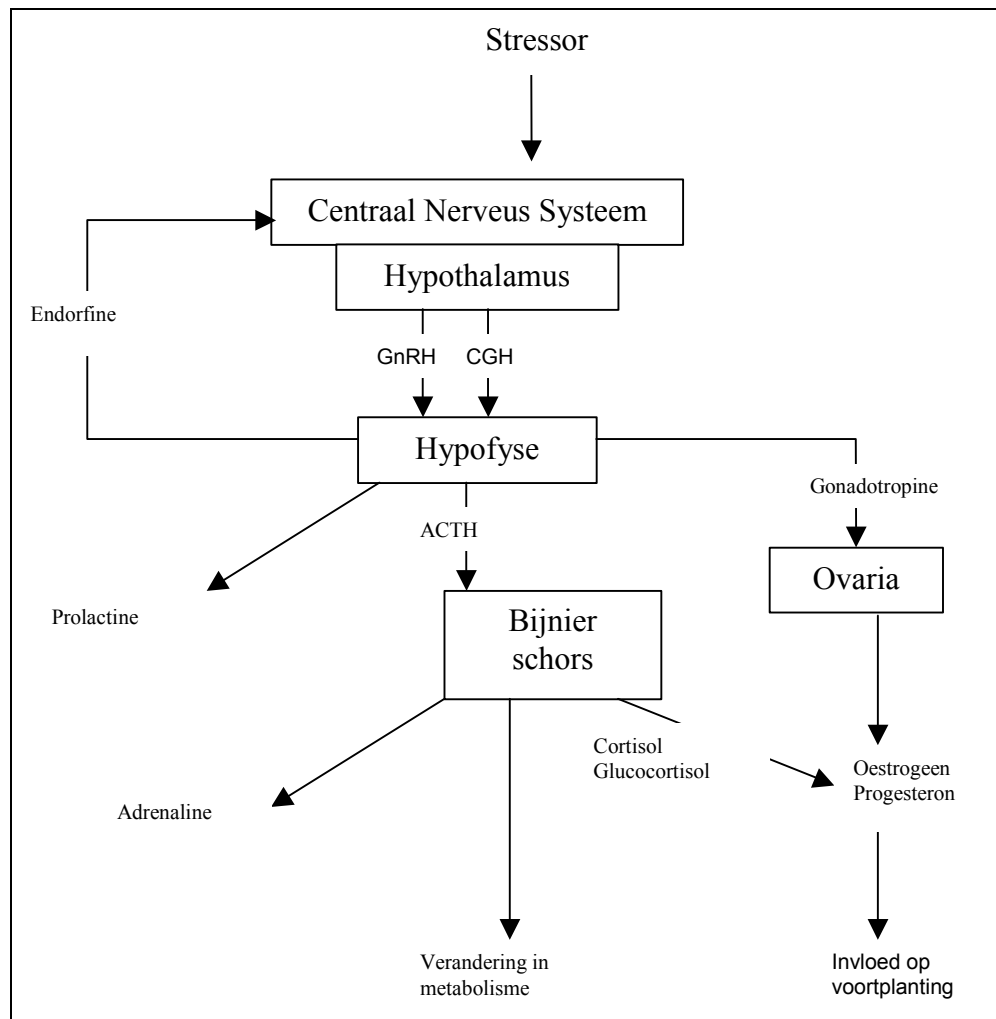 Stressor
Centraal Nerveus Systeem
Hypothalamus
Endorfine
GnRH
CGH
Hypofyse
Gonadotropine
ACTH
Ovaria
Prolactine
Bijnier
schors
Cortisol
Glucocortisol
Oestrogeen
Progesteron
Adrenaline
Verandering in
metabolisme
Invloed op
voortplanting